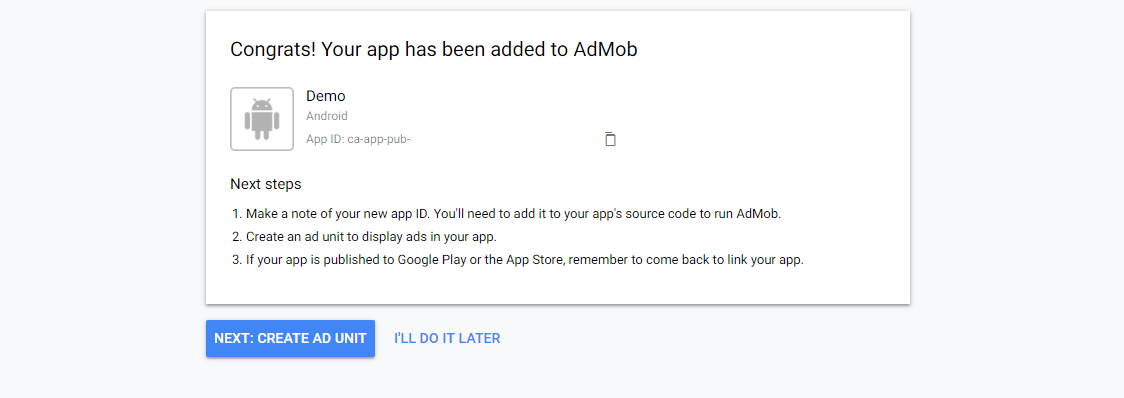 Congrats! Your app has been added to AdMob
Demo
Android
App ID: ca-app-pub-
Next steps
1. Make a note of your new app ID. You'll need to add it to your app's source code to run AdMob.
2. Create an ad unit to display ads in your app.
3. If your app is published to Google Play or the App Store, remember to come back to link your app.
NEXT: CREATE AD UNIT I'LL DO IT LATER